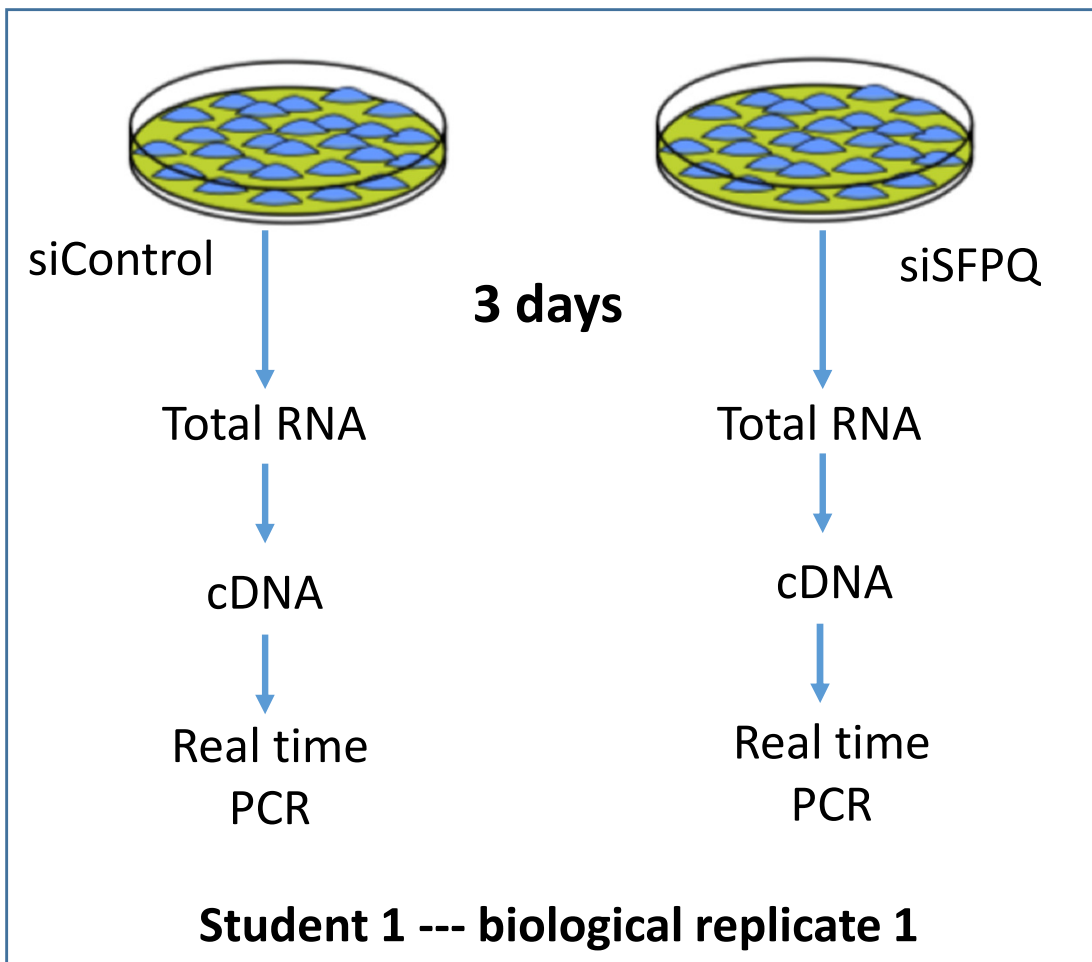 siControl
siSFPQ
3 days
Total RNA
Total RNA
cDNA
cDNA
Real time
PCR
Real time
PCR
Student 1 --- biological replicate 1